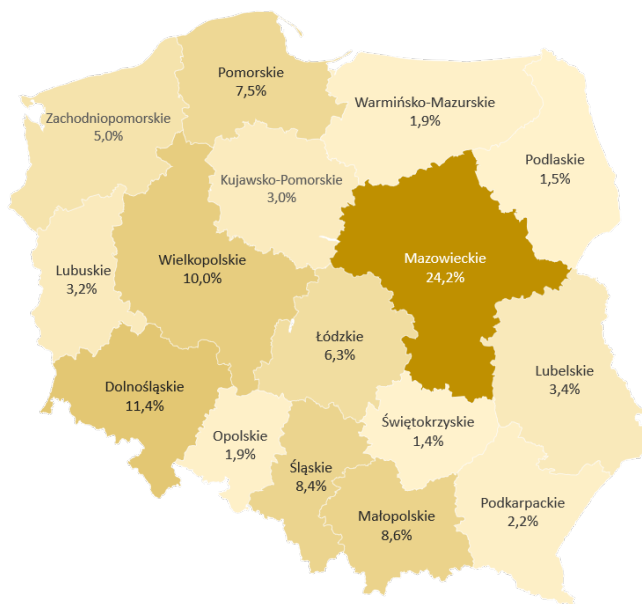 Pomorskie
7,5%
Warmińsko-Mazurskie
1,9%
Zachodniopomorskie
5,0%
Podlaskie
1,5%
Kujawsko-Pomorskie
3,0%
Mazowieckie
24,2%
Wielkopolskie
10,0%
Lubuskie
3,2%
Łódzkie
6,3%
Lubelskie
3,4%
Dolnośląskie
11,4%
Świętokrzyskie
1,4%
Opolskie
1,9%
Śląskie
8,4%
Podkarpackie
2,2%
Małopolskie
8,6%